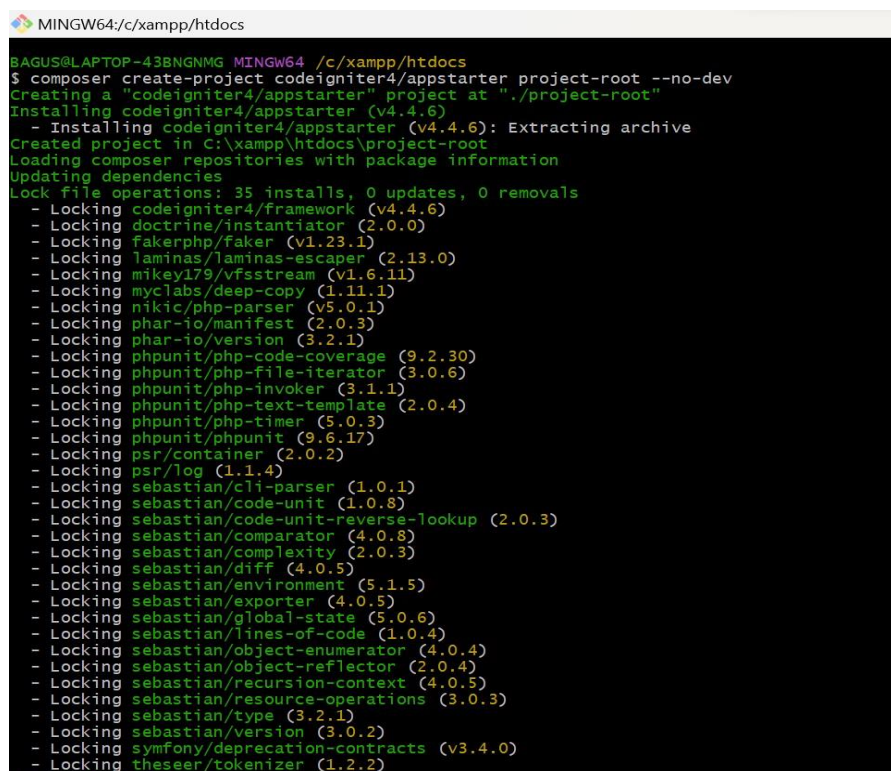 MINGW64:/c/xampp/htdocs
BAGUS@LAPTOP-43BNGNMG MINGW64 /c/xampp/htdocs
$ composer create-project codeigniter4/appstarter project-root --no-dev
Creating a "codeigniter4/appstarter" project at "./project-root"
Installing codeigniter4/appstarter (v4.4.6)
  - Installing codeigniter4/appstarter (v4.4.6): Extracting archive
Created project in C:\xampp\htdocs\project-root
Loading composer repositories with package information
Updating dependencies
Lock file operations: 35 installs, 0 updates, 0 removals
  - Locking codeigniter4/framework (v4.4.6)
  - Locking doctrine/instantiator (2.0.0)
  - Locking fakerphp/faker (v1.23.1)
  - Locking laminas/laminas-escaper (2.13.0)
  - Locking mikey179/vfsstream (v1.6.11)
  - Locking myclabs/deep-copy (1.11.1)
  - Locking nikic/php-parser (v5.0.1)
  - Locking phar-io/manifest (2.0.3)
  - Locking phar-io/version (3.2.1)
  - Locking phpunit/php-code-coverage (9.2.30)
  - Locking phpunit/php-file-iterator (3.0.6)
  - Locking phpunit/php-invoker (3.1.1)
  - Locking phpunit/php-text-template (2.0.4)
  - Locking phpunit/php-timer (5.0.3)
  - Locking phpunit/phpunit (9.6.17)
  - Locking psr/container (2.0.2)
  - Locking psr/log (1.1.4)
  - Locking sebastian/cli-parser (1.0.1)
  - Locking sebastian/code-unit (1.0.8)
  - Locking sebastian/code-unit-reverse-lookup (2.0.3)
  - Locking sebastian/comparator (4.0.8)
  - Locking sebastian/complexity (2.0.3)
  - Locking sebastian/diff (4.0.5)
  - Locking sebastian/environment (5.1.5)
  - Locking sebastian/exporter (4.0.5)
  - Locking sebastian/global-state (5.0.6)
  - Locking sebastian/lines-of-code (1.0.4)
  - Locking sebastian/object-enumerator (4.0.4)
  - Locking sebastian/object-reflector (2.0.4)
  - Locking sebastian/recursion-context (4.0.5)
  - Locking sebastian/resource-operations (3.0.3)
  - Locking sebastian/type (3.2.1)
  - Locking sebastian/version (3.0.2)
  - Locking symfony/deprecation-contracts (v3.4.0)
  - Locking theseer/tokenizer (1.2.2)